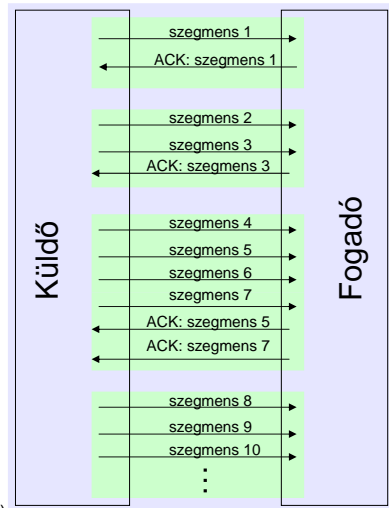 szegmens 1
ACK: szegmens 1
szegmens 2
szegmens 3
ACK: szegmens 3
Küldő
Fogadó
szegmens 4
szegmens 5
szegmens 6
szegmens 7
ACK: szegmens 5
ACK: szegmens 7
szegmens 8
szegmens 9
szegmens 10
⋮
)